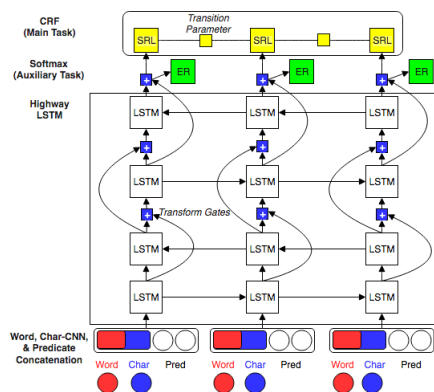 CRF
(Main Task)
Transition
Parameter
SRL SRL SRL
Softmax
(Auxiliary Task)
ER ER ER
+ + +
Highway
LSTM
LSTM LSTM LSTM
+ + +
LSTM LSTM LSTM
+ + +
Transform Gates
LSTM LSTM LSTM
LSTM LSTM LSTM
Word, Char-CNN,
& Predicate
Concatenation
Word Char Pred Word Char Pred Word Char Pred